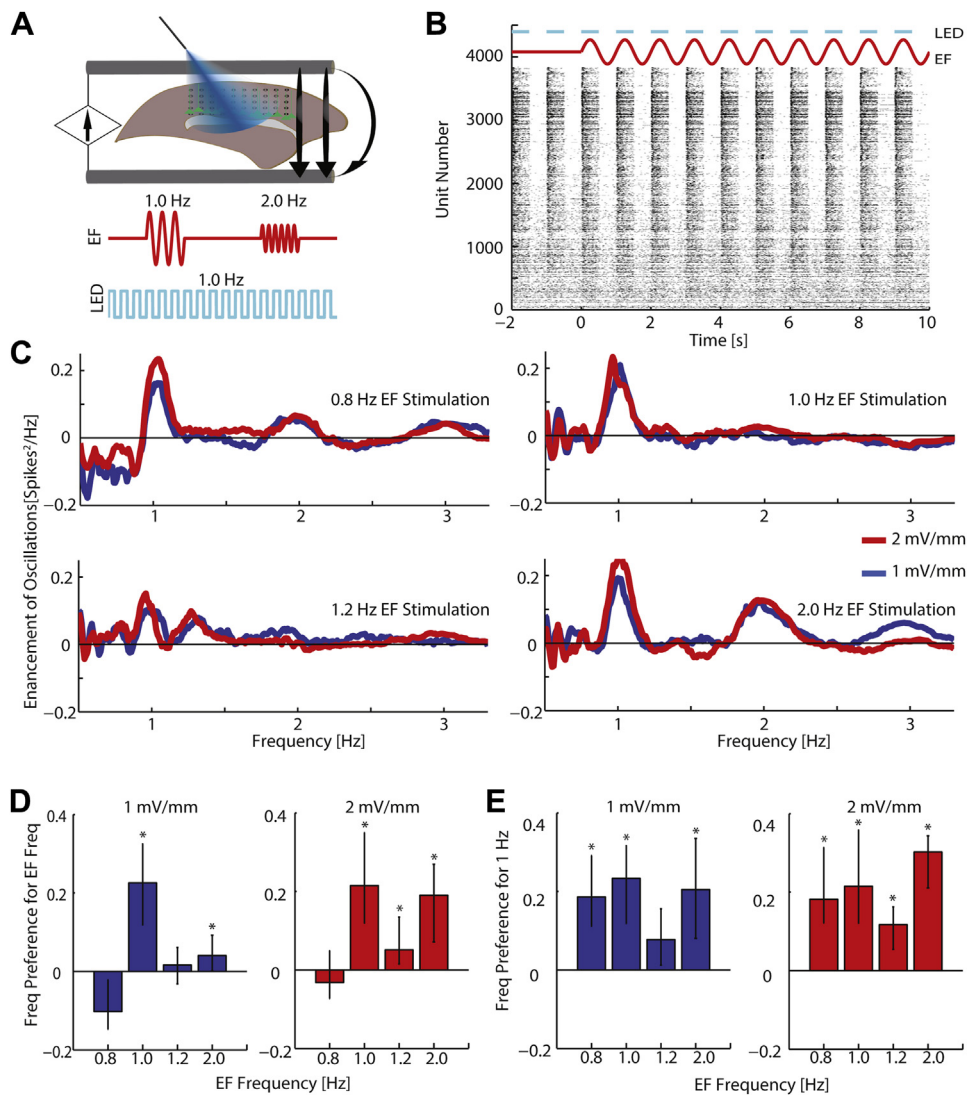 A
1.0 Hz
2.0 Hz
EF
1.0 Hz
LED
B
LED
EF
4000
3000
2000
1000
0
Unit Number
−2
0
2
4
6
8
10
Time [s]
C
Enancement of Oscillations[Spikes²/Hz]
0.2
0
−0.2
0.8 Hz EF Stimulation
1
2
3
0.2
0
−0.2
1.0 Hz EF Stimulation
1
2
3
2 mV/mm
1 mV/mm
0.2
0
−0.2
1.2 Hz EF Stimulation
1
2
3
Frequency [Hz]
0.2
0
−0.2
2.0 Hz EF Stimulation
1
2
3
Frequency [Hz]
D
Freq Preference for EF Freq
1 mV/mm
0.4
0.2
0
−0.2
*
*
0.8 1.0 1.2 2.0
2 mV/mm
0.4
0.2
0
−0.2
*
*
*
0.8 1.0 1.2 2.0
EF Frequency [Hz]
E
Freq Preference for 1 Hz
1 mV/mm
0.4
0.2
0
−0.2
*
*
*
0.8 1.0 1.2 2.0
2 mV/mm
0.4
0.2
0
−0.2
*
*
*
*
0.8 1.0 1.2 2.0
EF Frequency [Hz]